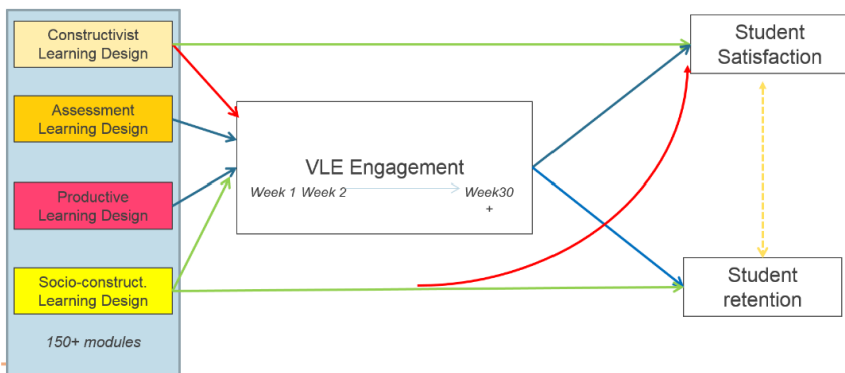 Constructivist
Learning Design
Assessment
Learning Design
Productive
Learning Design
Socio-construct.
Learning Design
150+ modules
VLE Engagement
Week 1 Week 2 Week30
+
Student
Satisfaction
Student
retention